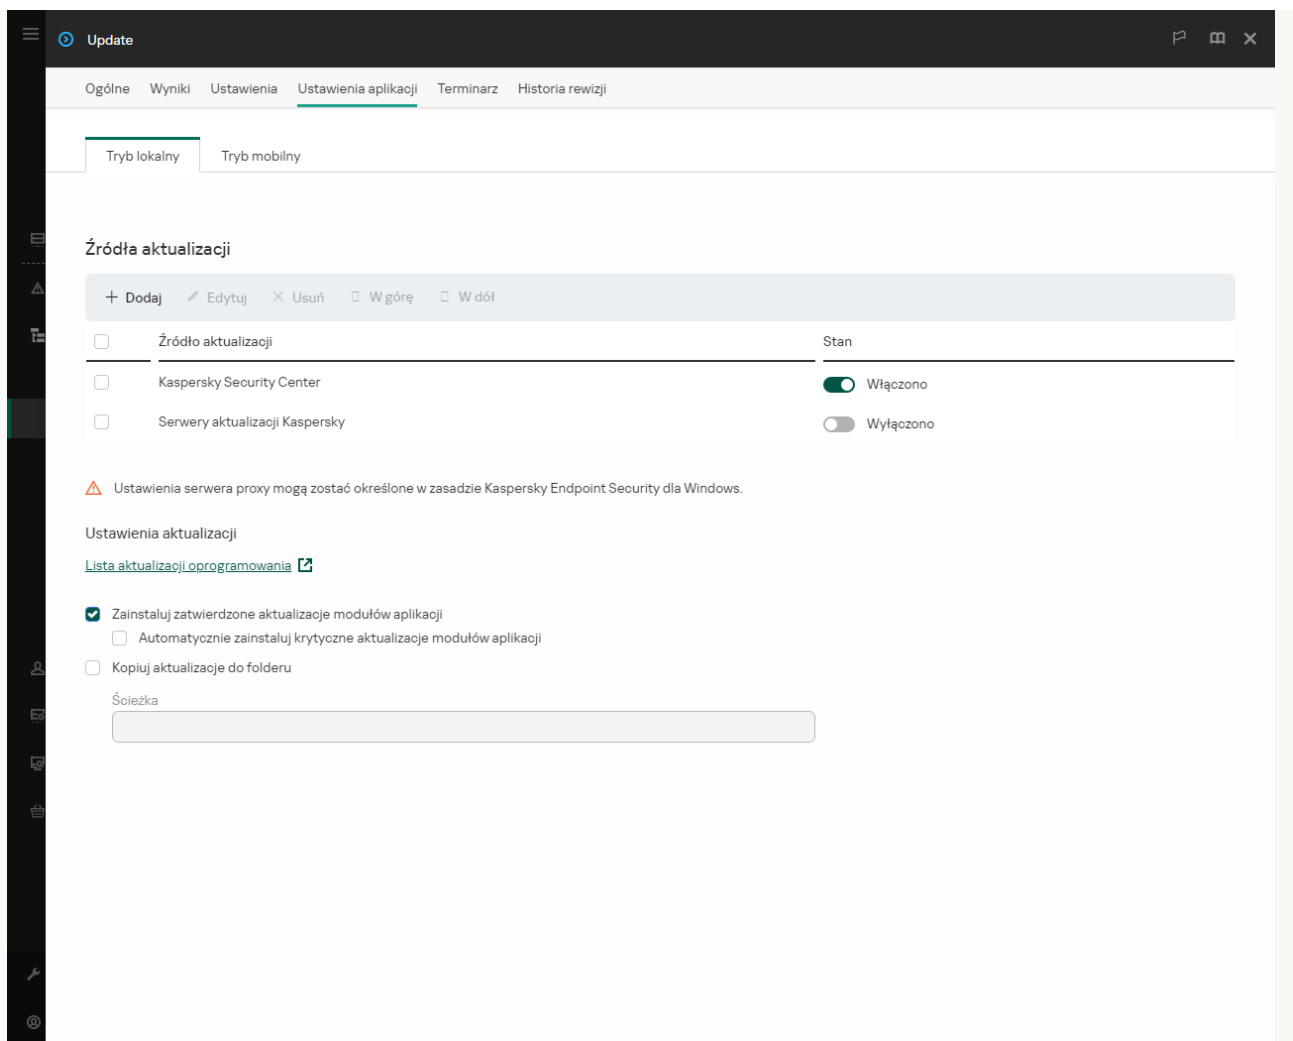 Update
Ogólne Wyniki Ustawienia Ustawienia aplikacji Terminarz Historia rewizji
Tryb lokalny Tryb mobilny
Źródła aktualizacji
Dodaj Edytuj Usuń W górę W dół
Źródło aktualizacji Stan
Kaspersky Security Center Włączono
Serwery aktualizacji Kaspersky Wyłączono
Ustawienia serwera proxy mogą zostać określone w zasadzie Kaspersky Endpoint Security dla Windows.
Ustawienia aktualizacji
Lista aktualizacji oprogramowania
Zainstaluj zatwierdzone aktualizacje modułów aplikacji
Automatycznie zainstaluj krytyczne aktualizacje modułów aplikacji
Kopiuj aktualizacje do folderu
Ścieżka